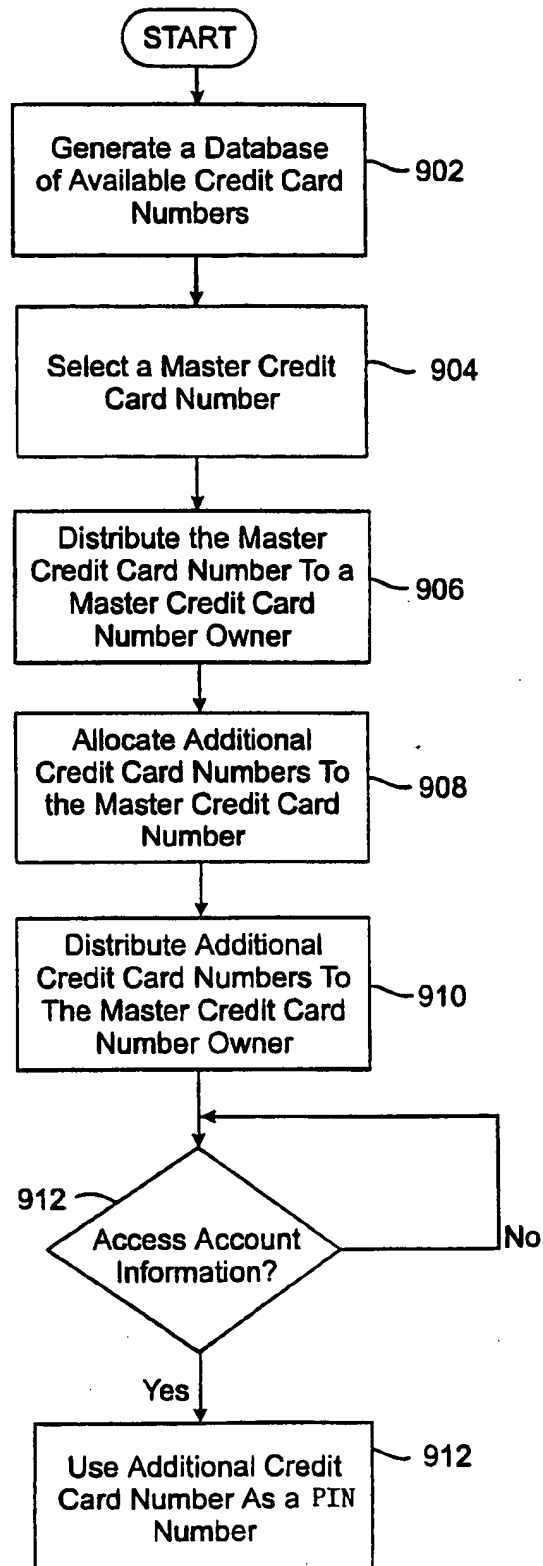 START
Generate a Database
of Available Credit Card
Numbers
902
Select a Master Credit
Card Number
904
Distribute the Master
Credit Card Number To a
Master Credit Card
Number Owner
906
Allocate Additional
Credit Card Numbers To
the Master Credit Card
Number
908
Distribute Additional
Credit Card Numbers To
The Master Credit Card
Number Owner
910
912
Access Account
Information?
No
Yes
Use Additional Credit
Card Number As a PIN
Number
912